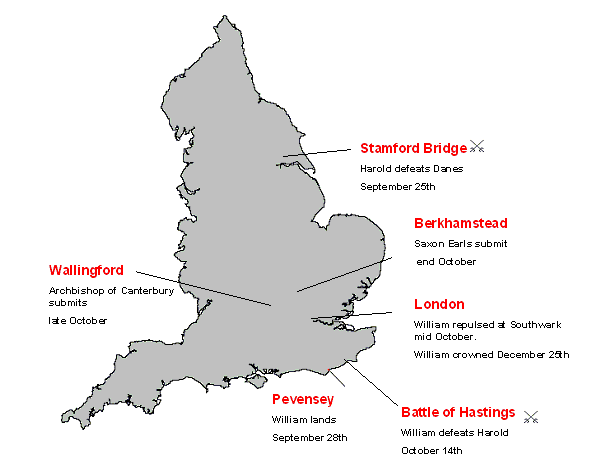 Stamford Bridge
Harold defeats Danes
September 25th
Berkhamstead
Saxon Earls submit
end October
Wallingford
Archbishop of Canterbury
submits
late October
London
William repulsed at Southwark
mid October.
William crowned December 25th
Pevensey
William lands
September 28th
Battle of Hastings
William defeats Harold
October 14th